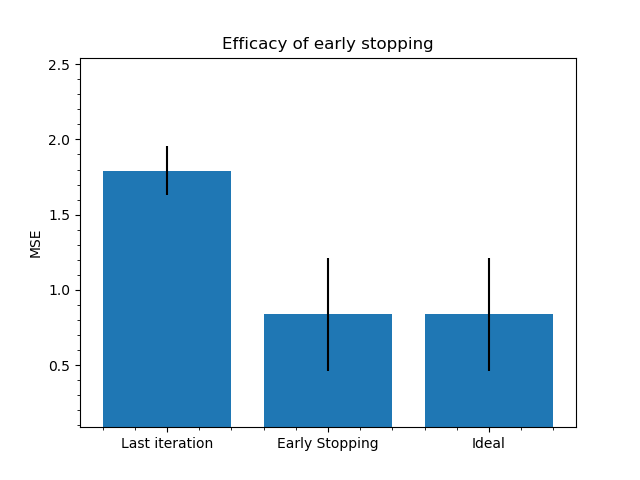 Efficacy of early stopping
2.5
2.0
1.5
1.0
0.5
MSE
Last iteration
Early Stopping
Ideal